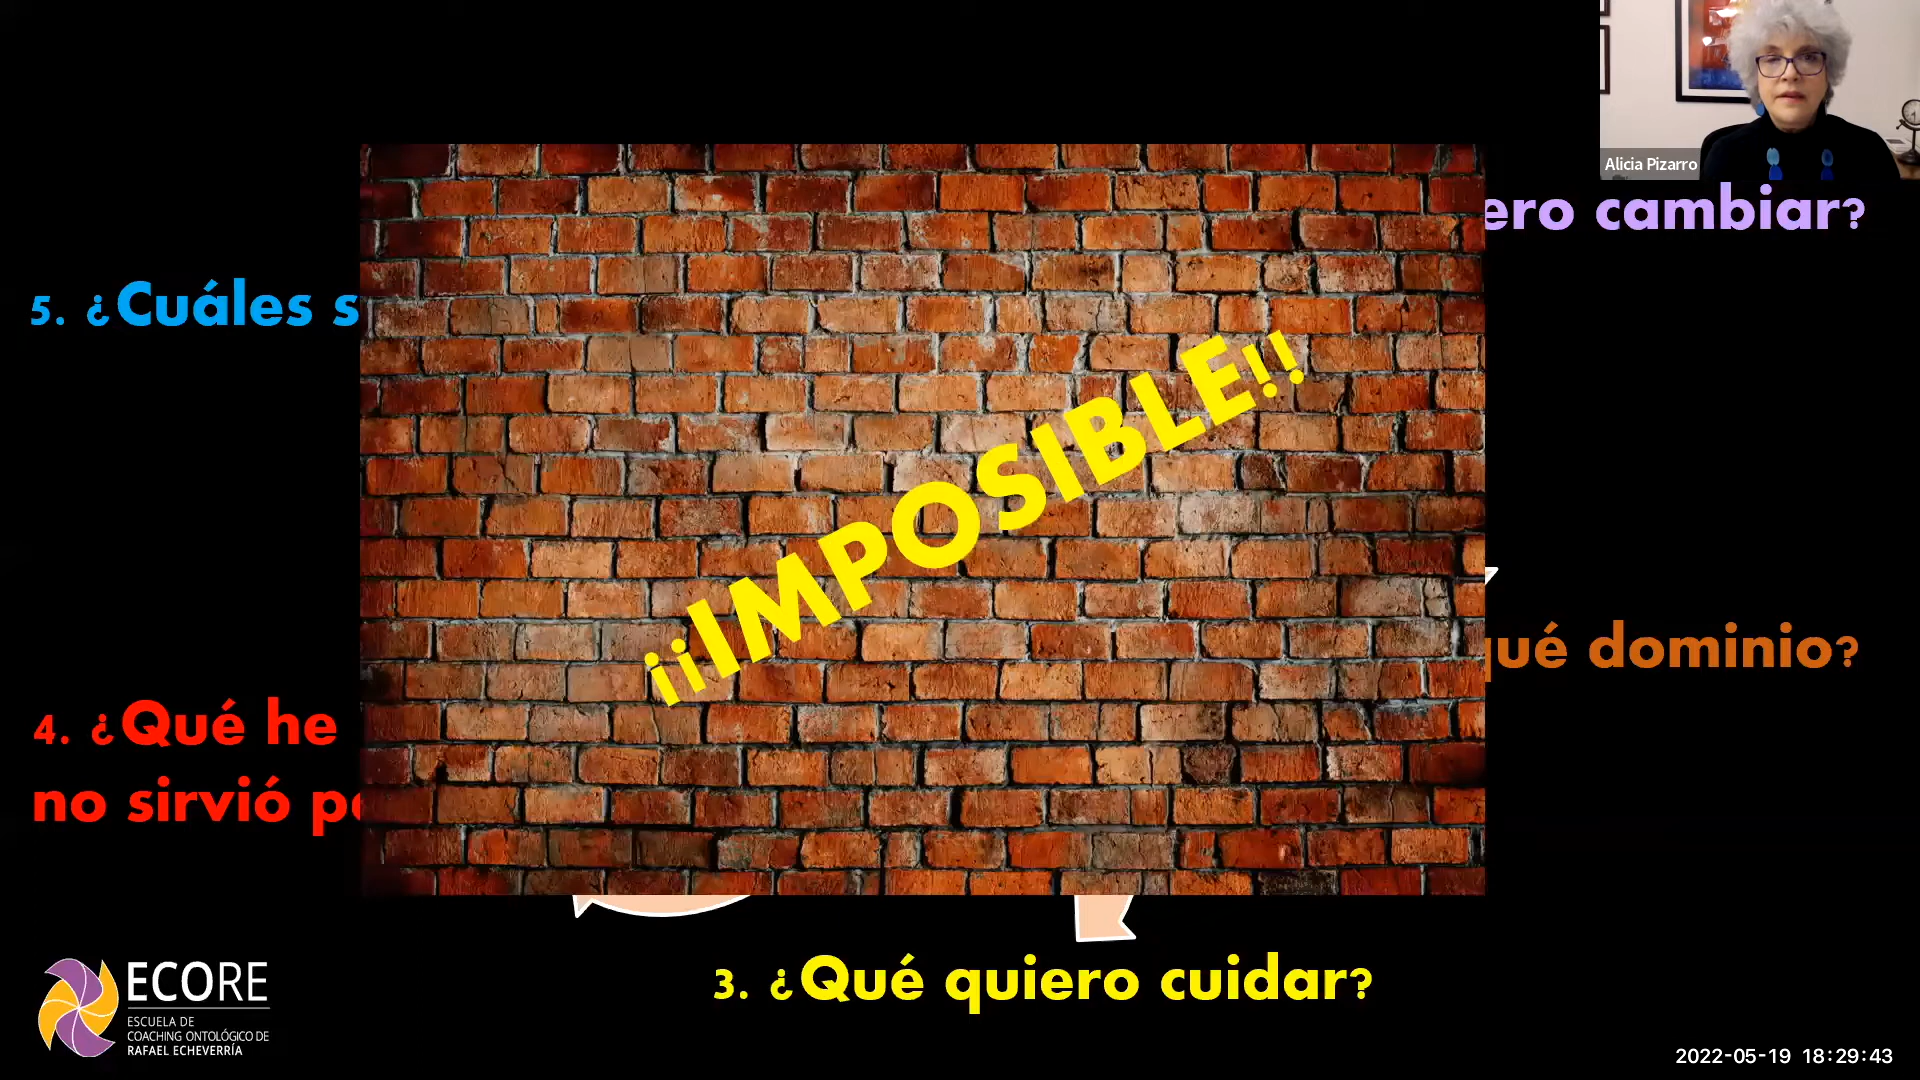 Alicia Pizarro
ero cambiar?
5. ¿Cuáles s
¡¡IMPOSIBLE!!
qué dominio?
4. ¿Qué he
no sirvió p
3. ¿Qué quiero cuidar?
ECORE
ESCUELA DE
COACHING ONTOLÓGICO DE
RAFAEL ECHEVERRÍA
2022-05-19 18:29:43